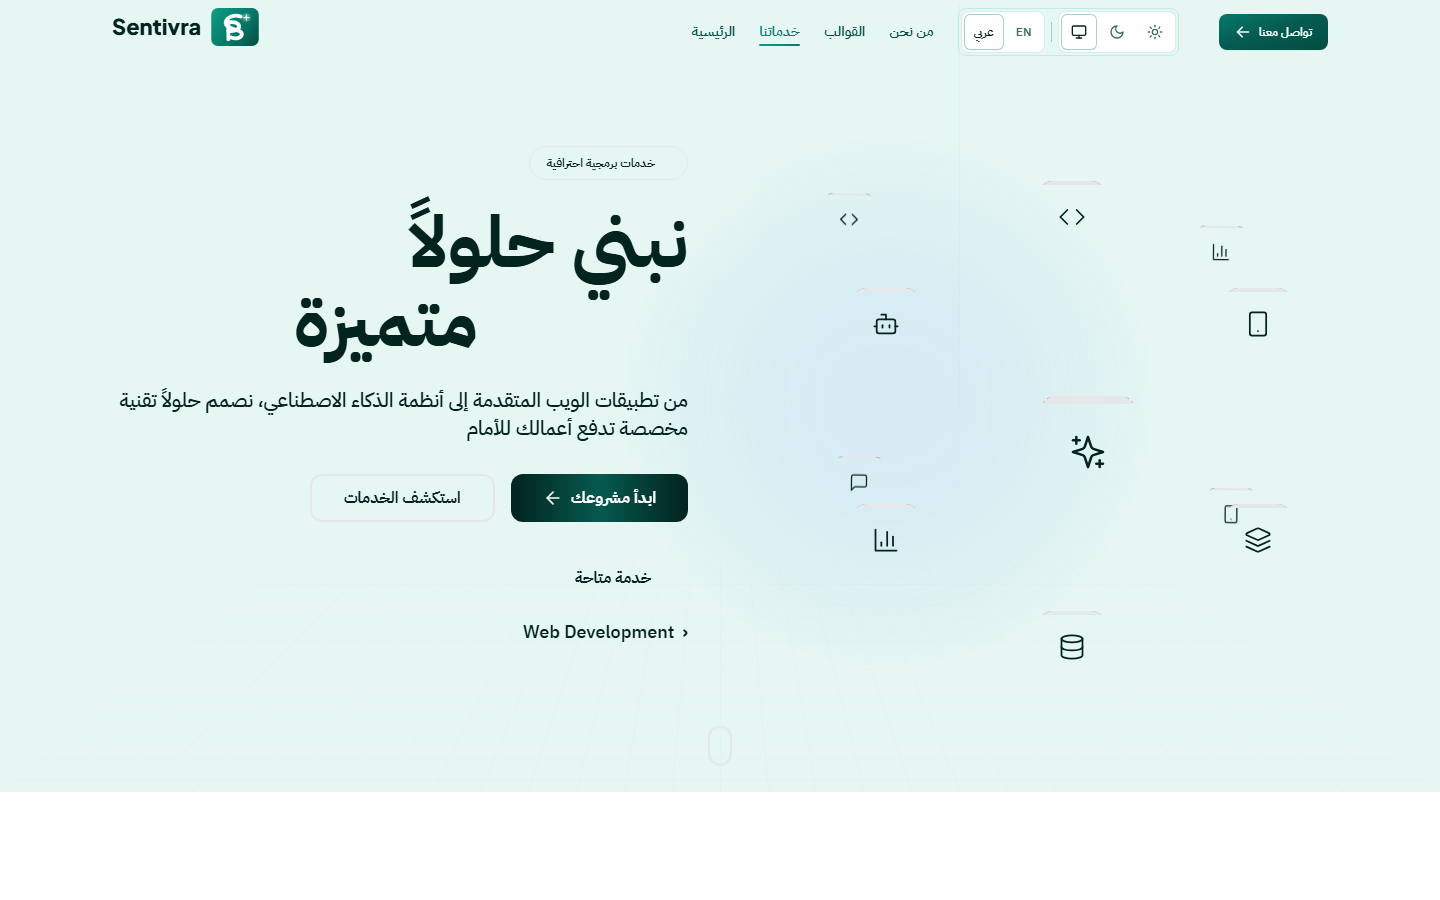 Sentivra
الرئيسية
خدماتنا
القوالب
من نحن
عربي
EN
تواصل معنا
خدمات برمجية احترافية
نبني حلولاً
متميزة
من تطبيقات الويب المتقدمة إلى أنظمة الذكاء الاصطناعي، نصمم حلولاً تقنية
مخصصة تدفع أعمالك للأمام
ابدأ مشروعك
استكشف الخدمات
خدمة متاحة
Web Development ›